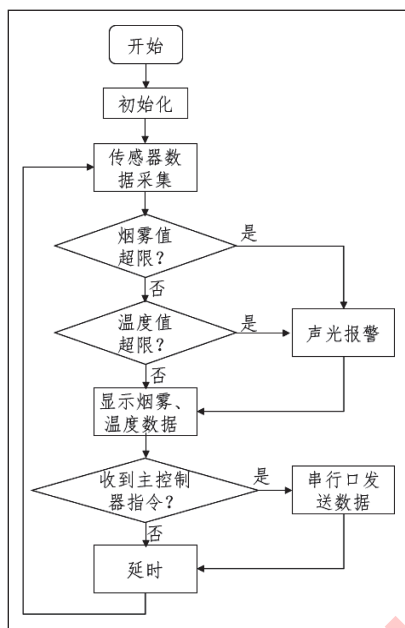 开始
初始化
传感器数
据采集
烟雾值
超限?
是
否
温度值
超限?
是
声光报警
否
显示烟雾、
温度数据
收到主控制
器指令?
是
串行口发
送数据
否
延时